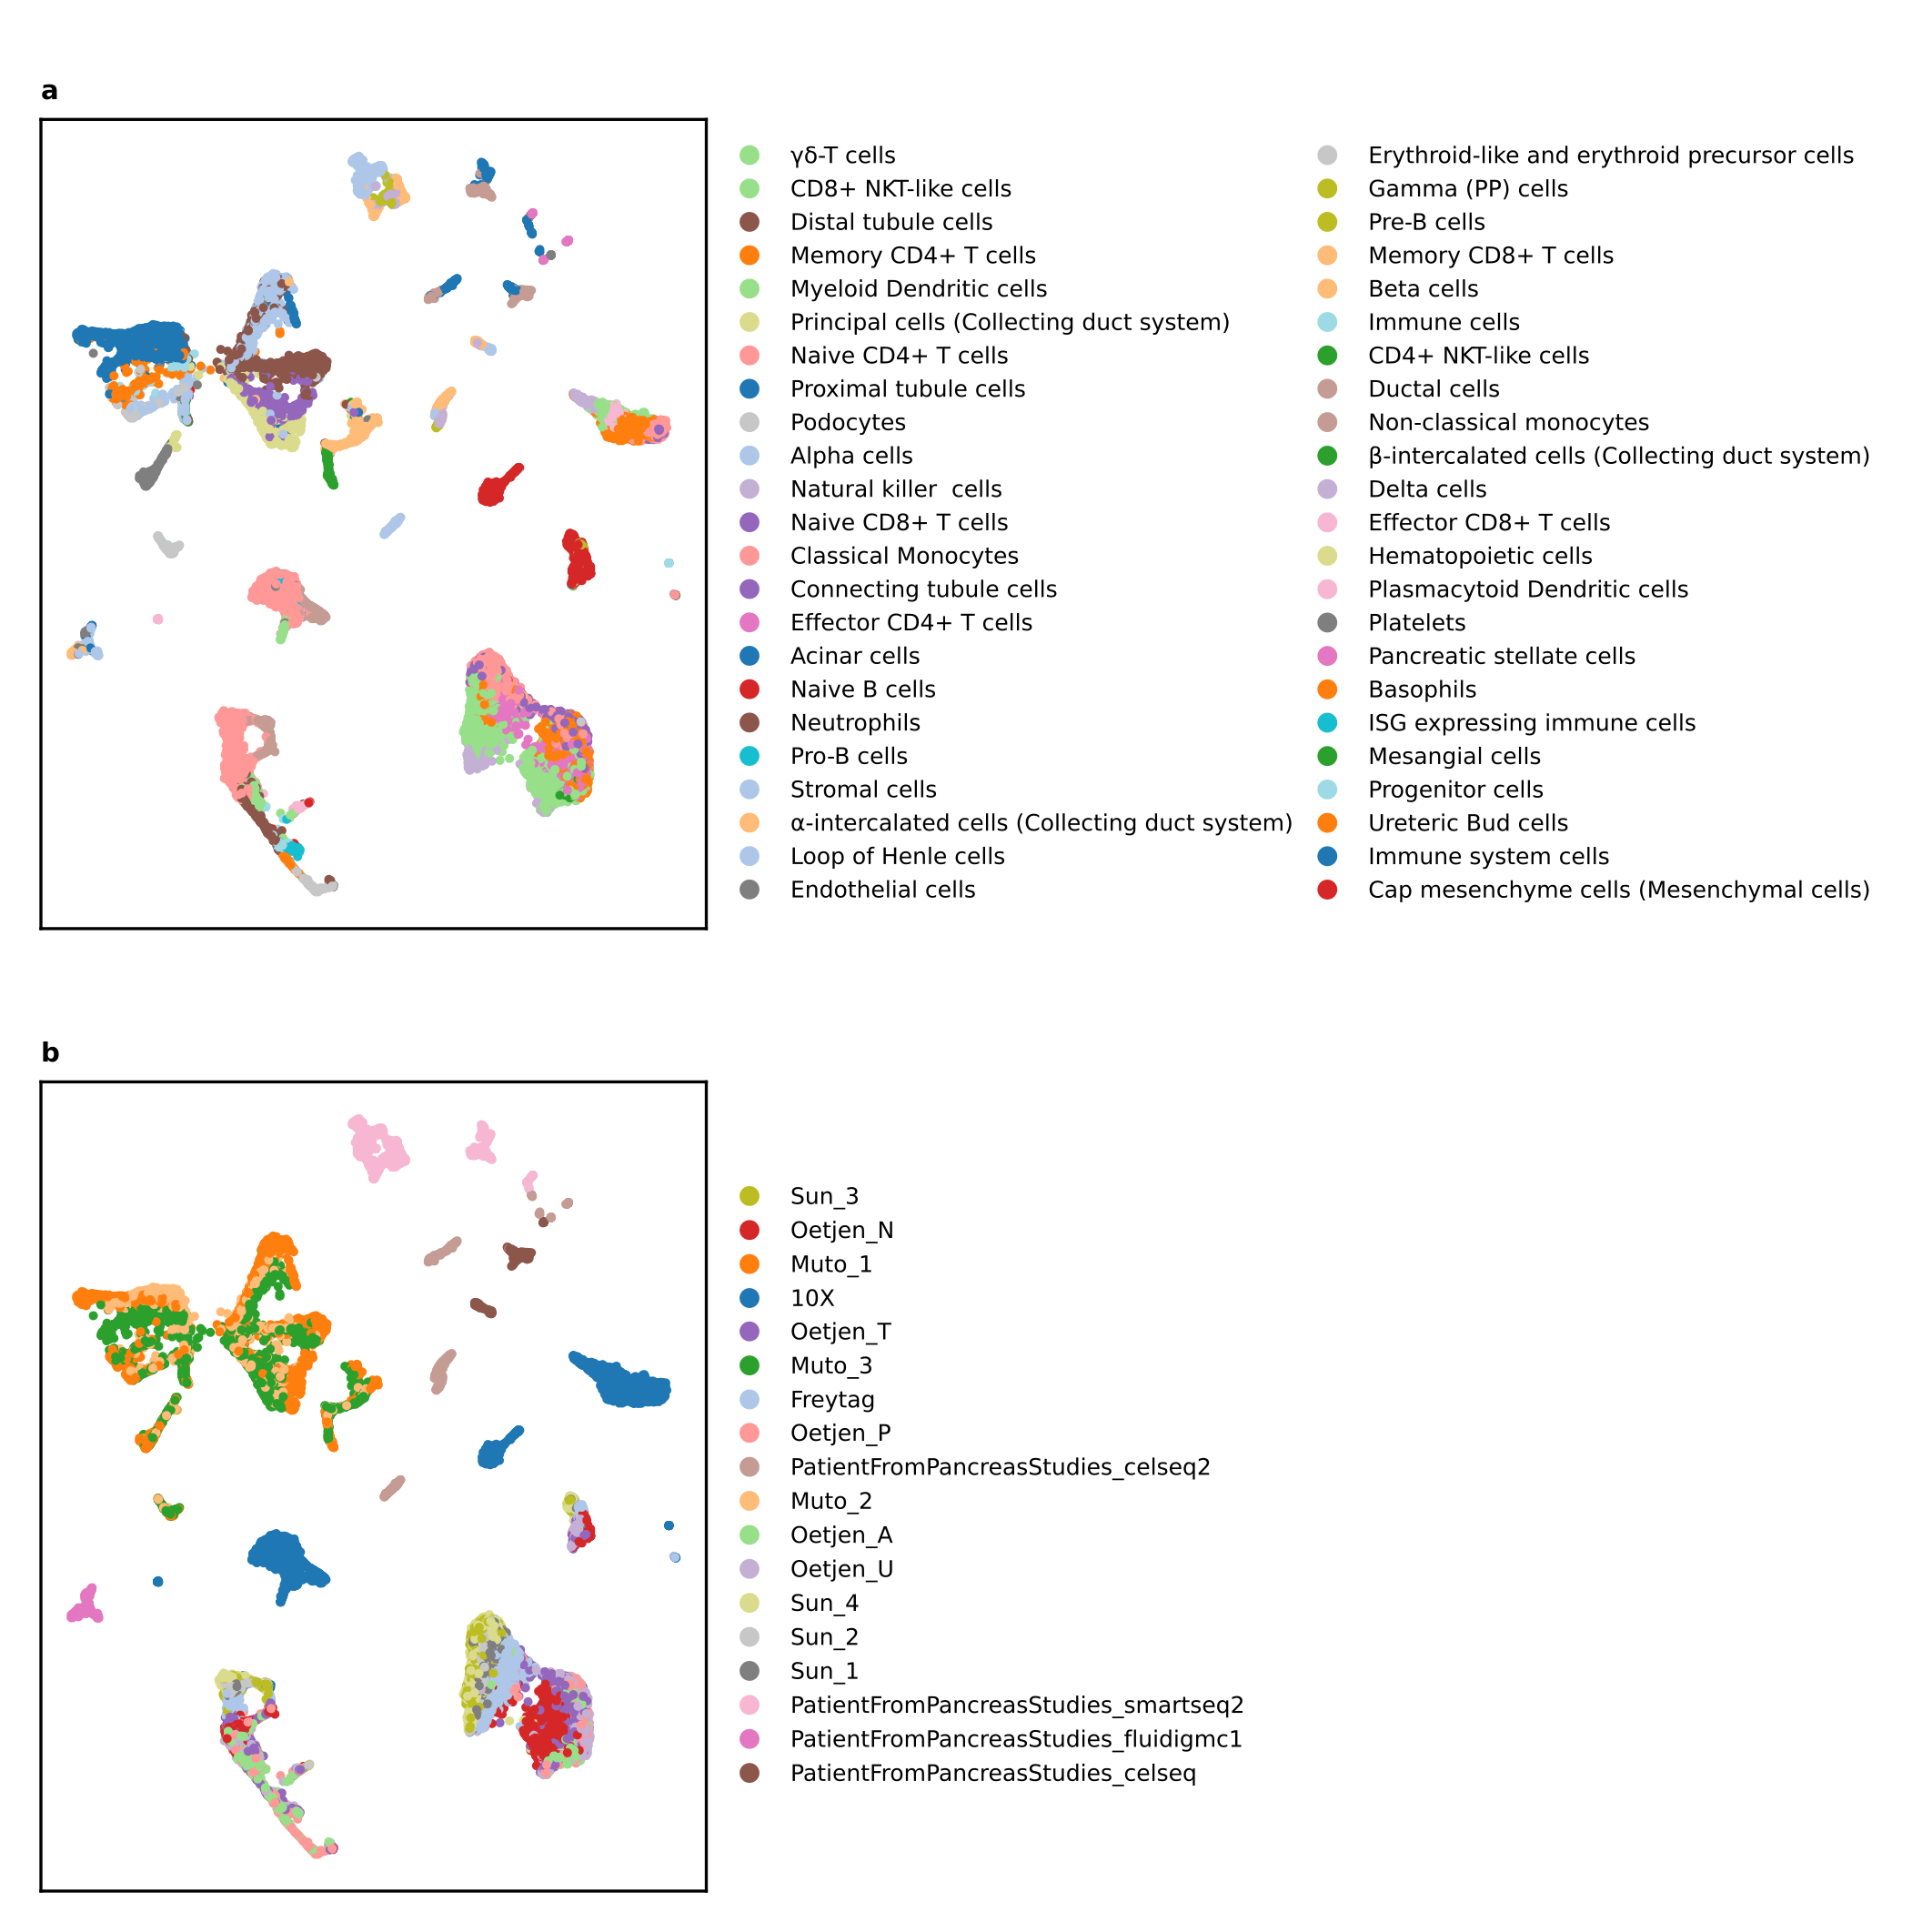 a
γδ-T cells
CD8+ NKT-like cells
Distal tubule cells
Memory CD4+ T cells
Myeloid Dendritic cells
Principal cells (Collecting duct system)
Naive CD4+ T cells
Proximal tubule cells
Podocytes
Alpha cells
Natural killer  cells
Naive CD8+ T cells
Classical Monocytes
Connecting tubule cells
Effector CD4+ T cells
Acinar cells
Naive B cells
Neutrophils
Pro-B cells
Stromal cells
α-intercalated cells (Collecting duct system)
Loop of Henle cells
Endothelial cells
Erythroid-like and erythroid precursor cells
Gamma (PP) cells
Pre-B cells
Memory CD8+ T cells
Beta cells
Immune cells
CD4+ NKT-like cells
Ductal cells
Non-classical monocytes
β-intercalated cells (Collecting duct system)
Delta cells
Effector CD8+ T cells
Hematopoietic cells
Plasmacytoid Dendritic cells
Platelets
Pancreatic stellate cells
Basophils
ISG expressing immune cells
Mesangial cells
Progenitor cells
Ureteric Bud cells
Immune system cells
Cap mesenchyme cells (Mesenchymal cells)
b
Sun_3
Oetjen_N
Muto_1
10X
Oetjen_T
Muto_3
Freytag
Oetjen_P
PatientFromPancreasStudies_celseq2
Muto_2
Oetjen_A
Oetjen_U
Sun_4
Sun_2
Sun_1
PatientFromPancreasStudies_smartseq2
PatientFromPancreasStudies_fluidigmc1
PatientFromPancreasStudies_celseq